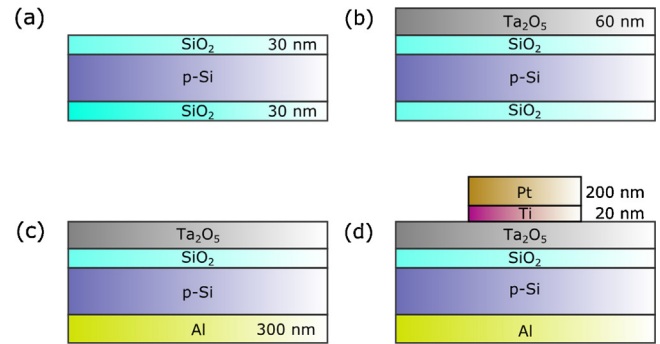 (a)
SiO₂ 30 nm
p-Si
SiO₂ 30 nm
(b)
Ta₂O₅ 60 nm
SiO₂
p-Si
SiO₂
(c)
Ta₂O₅
SiO₂
p-Si
Al 300 nm
(d)
Pt 200 nm
Ti 20 nm
Ta₂O₅
SiO₂
p-Si
Al